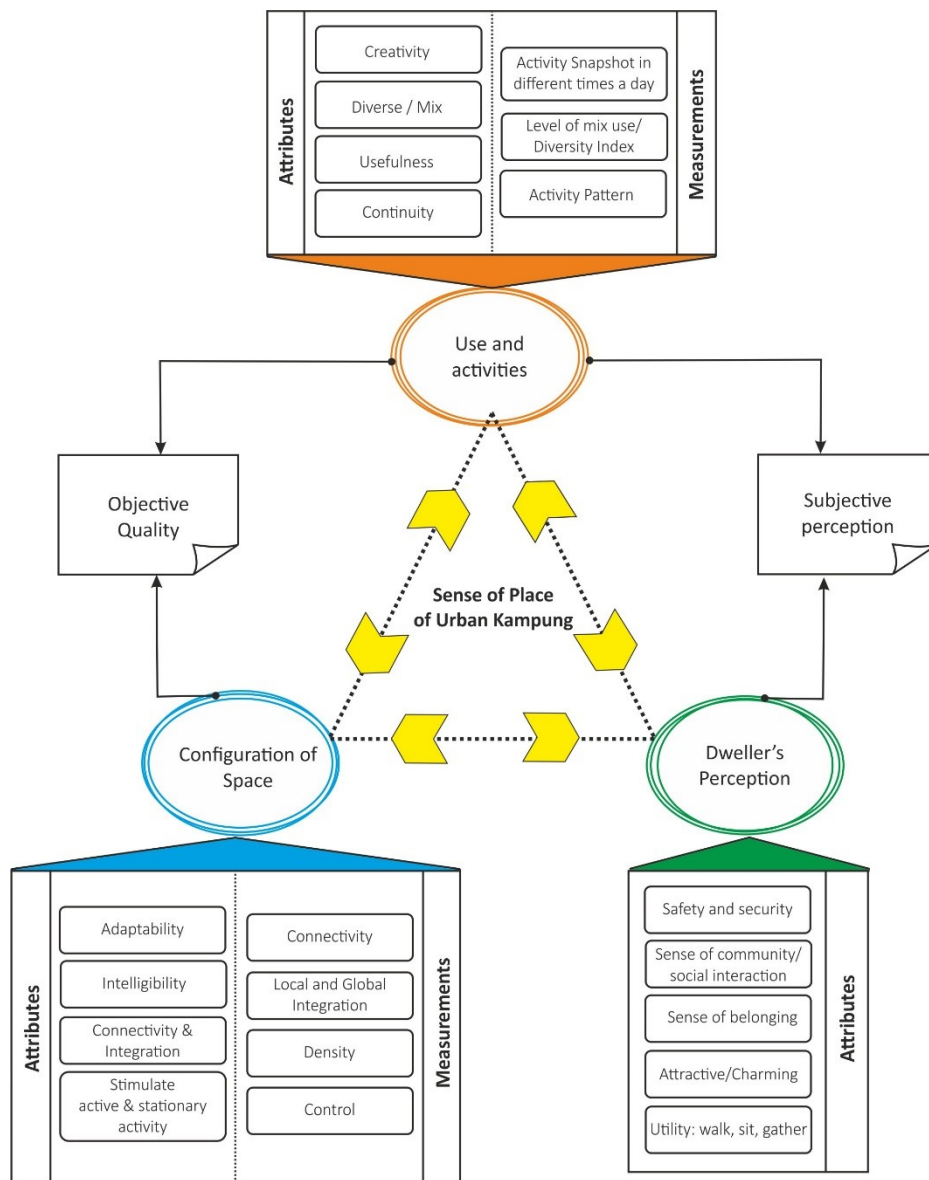 Attributes
Creativity
Diverse / Mix
Usefulness
Continuity
Activity Snapshot in
different times a day
Level of mix use/
Diversity Index
Activity Pattern
Measurements
Use and
activities
Objective
Quality
Subjective
perception
Sense of Place
of Urban Kampung
Configuration of
Space
Dweller's
Perception
Attributes
Adaptability
Intelligibility
Connectivity &
Integration
Stimulate
active & stationary
activity
Connectivity
Local and Global
Integration
Density
Control
Measurements
Safety and security
Sense of community/
social interaction
Sense of belonging
Attractive/Charming
Utility: walk, sit, gather
Attributes